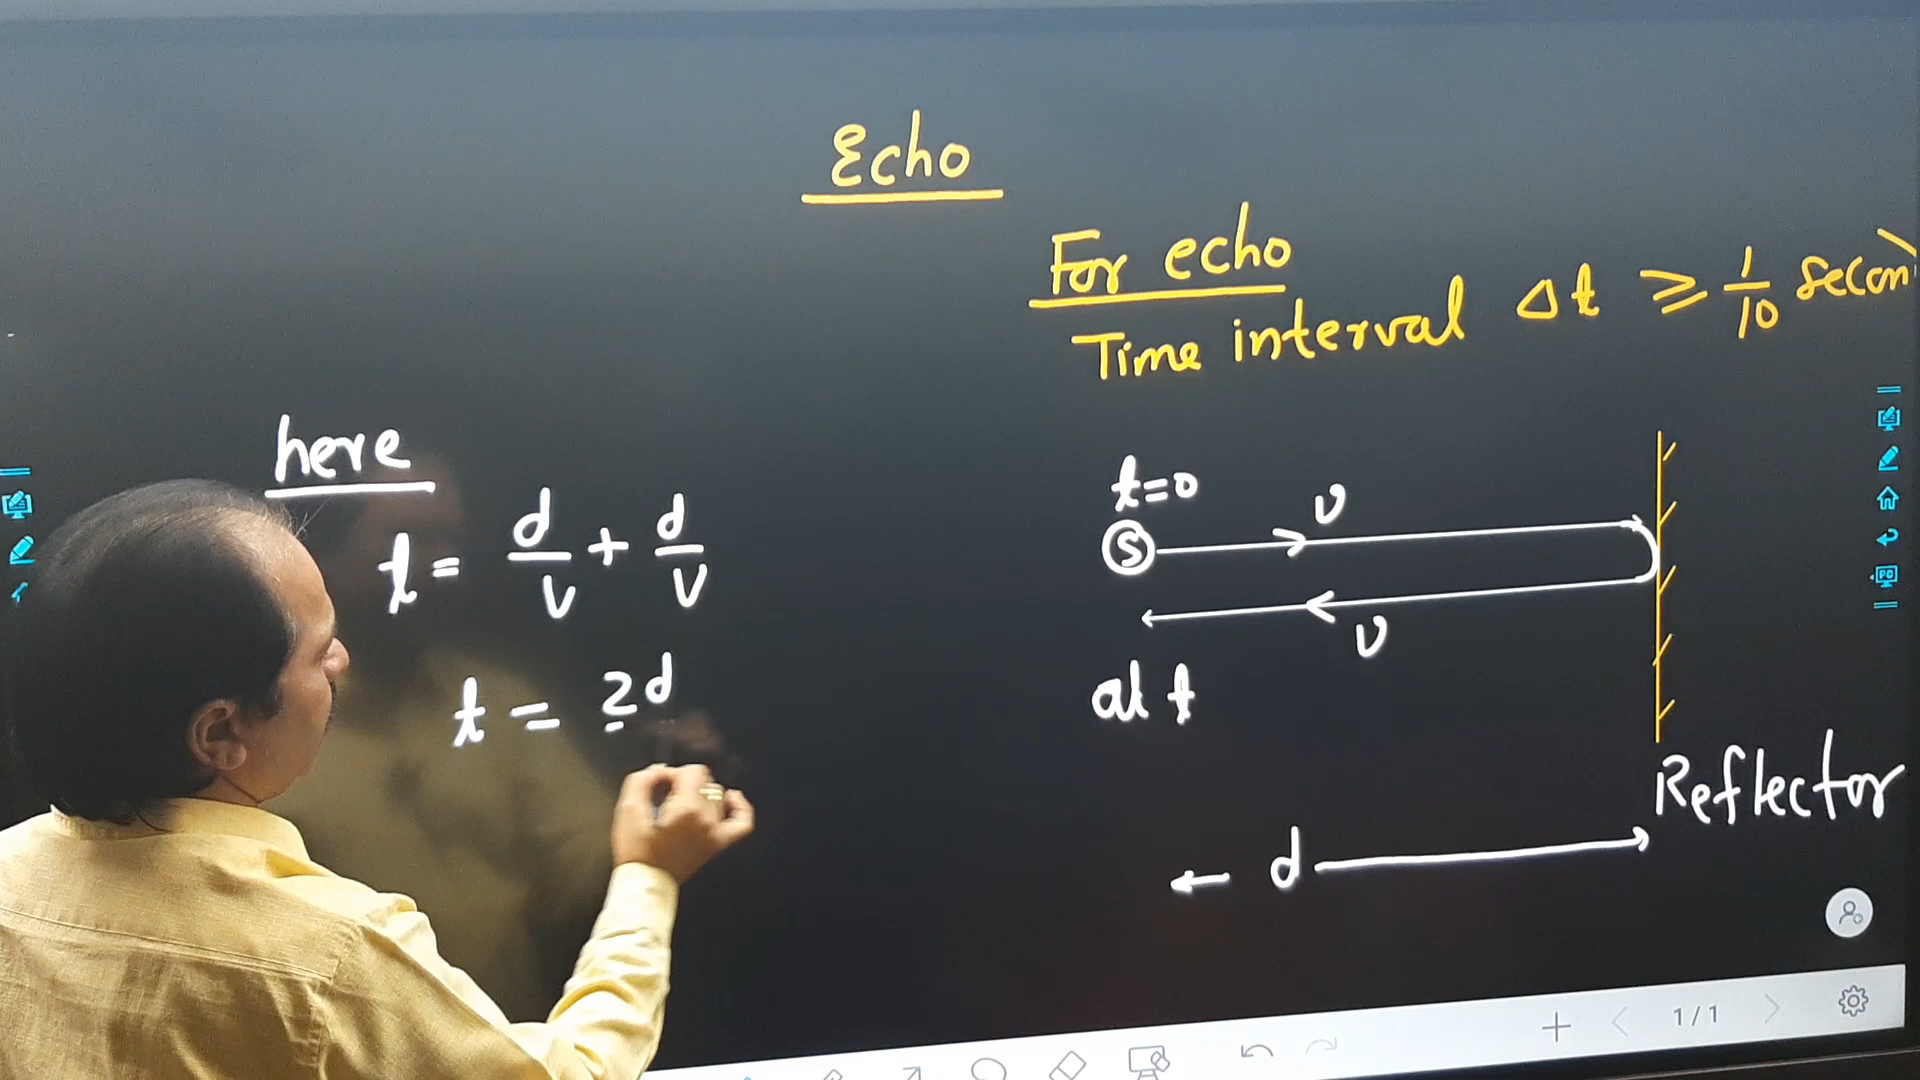 Echo
For echo
Time interval Δt ≥ 1/10 secon
here
t = d/v + d/v
t = 2d
t=0
v
S
v
at t
Reflector
d
1/1